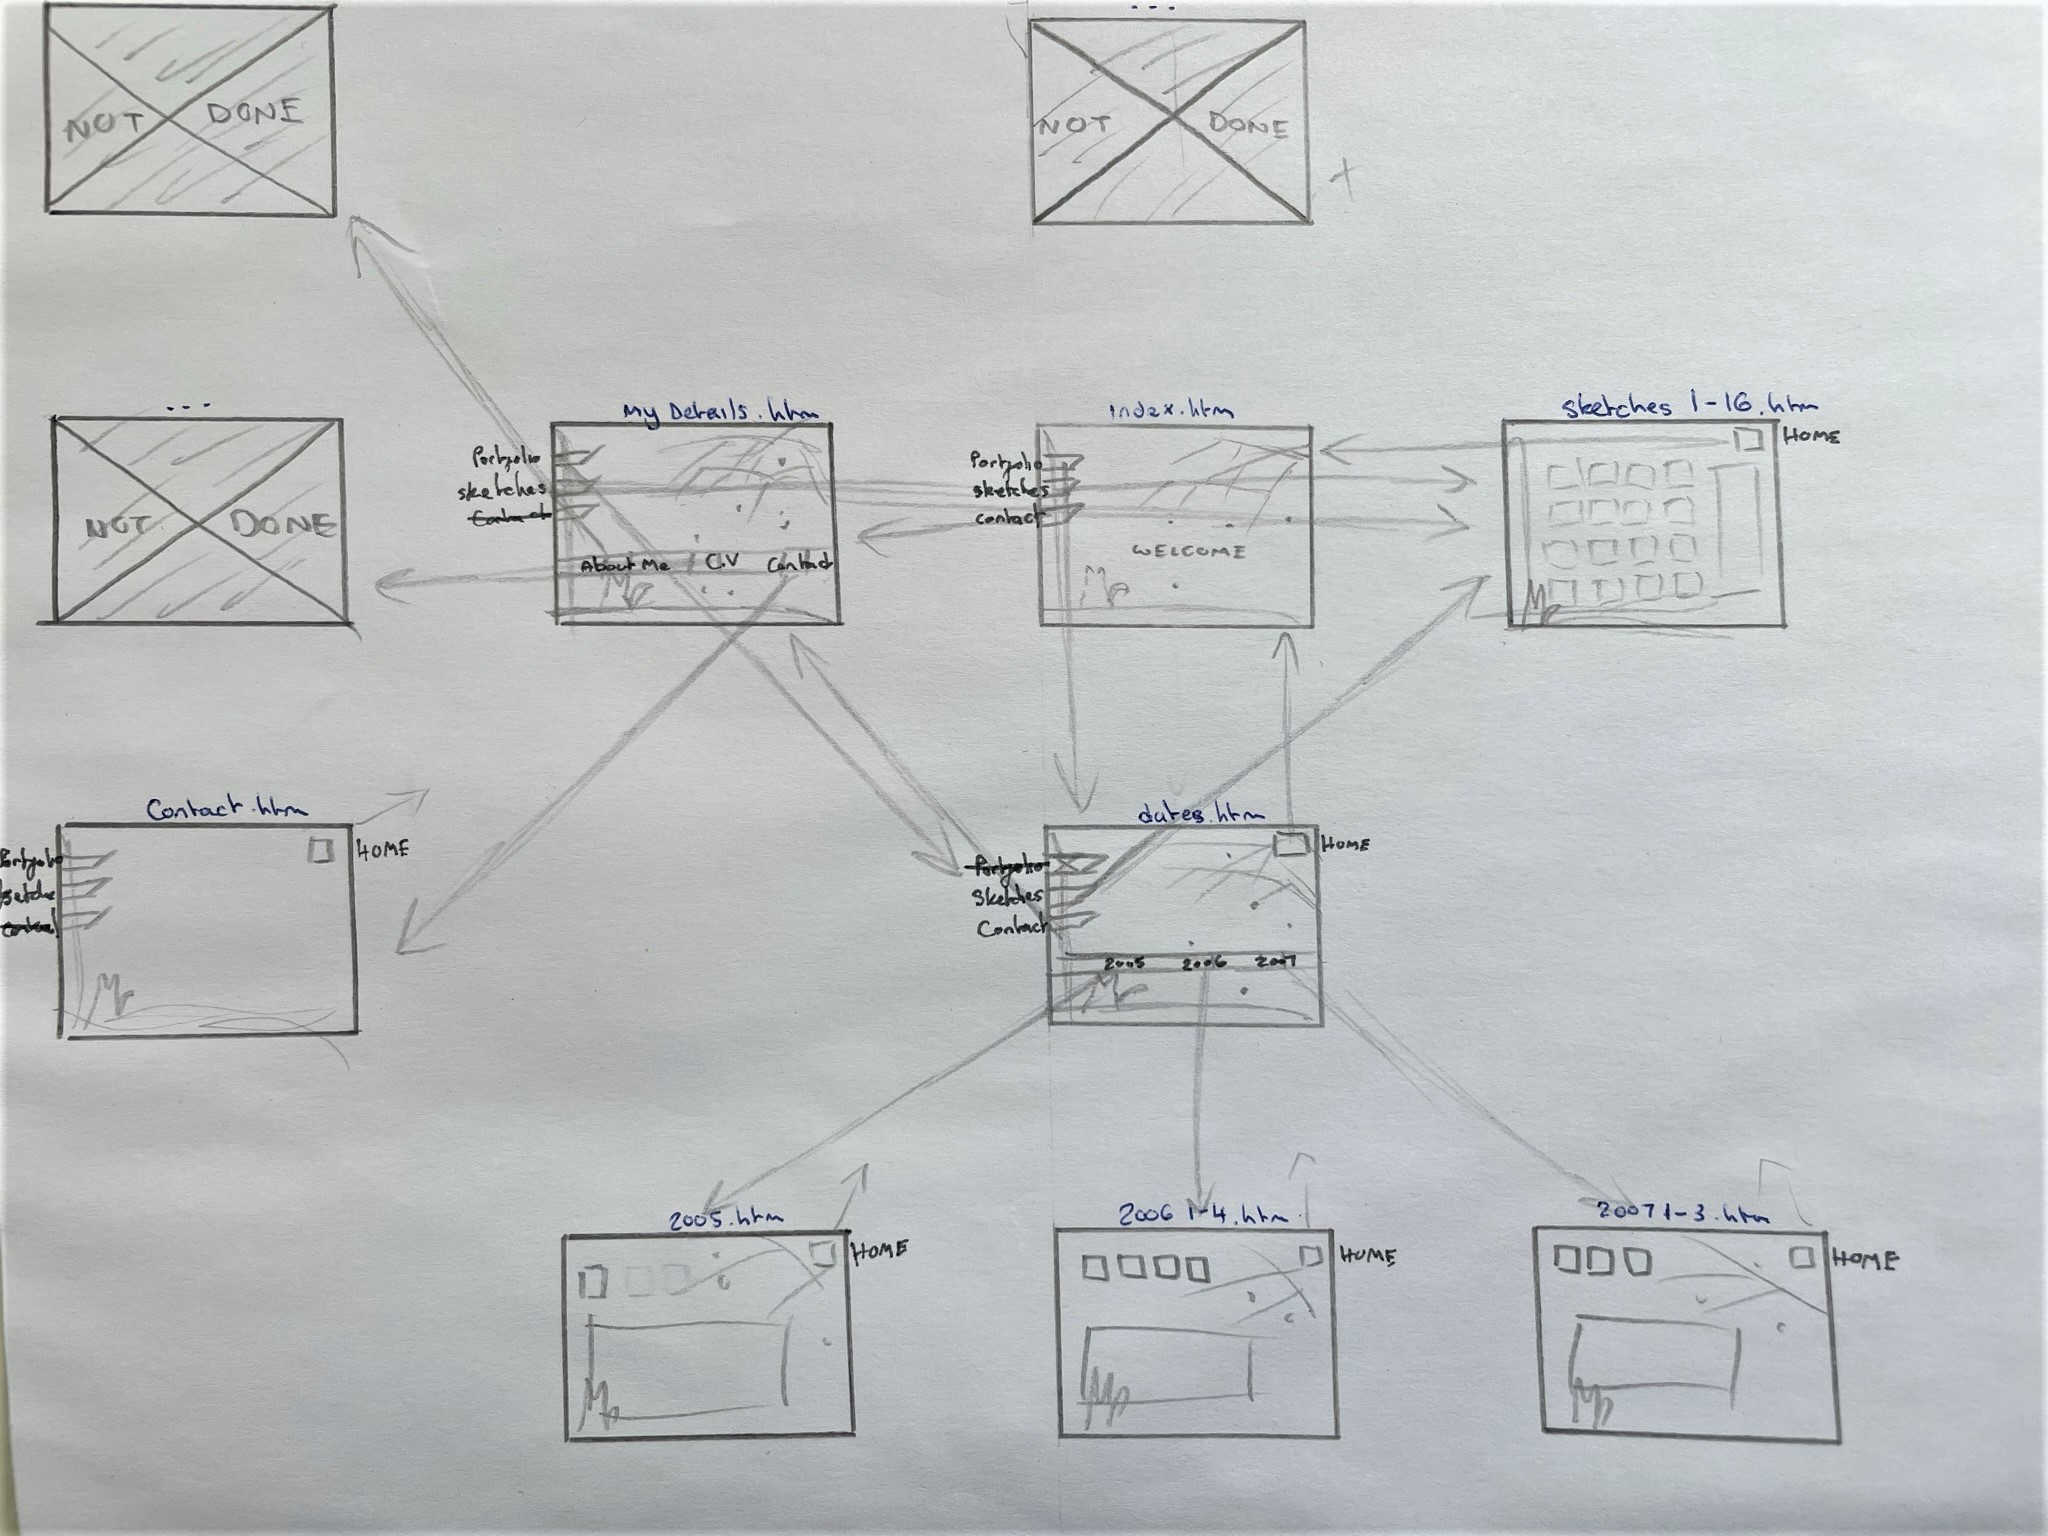 ...
NOT DONE
NOT DONE
...
NOT DONE
My Details.htm
Portfolio
sketches
Contact
About Me C.V Contact
Index.htm
Portfolio
sketches
contact
WELCOME
sketches 1-16.htm
HOME
Contact.htm
HOME
Portfolio
dates.htm
HOME
Portfolio
Sketches
Contact
2005 2006 2007
2005.htm
HOME
2006 1-4.htm
HOME
2007 1-3.htm
HOME